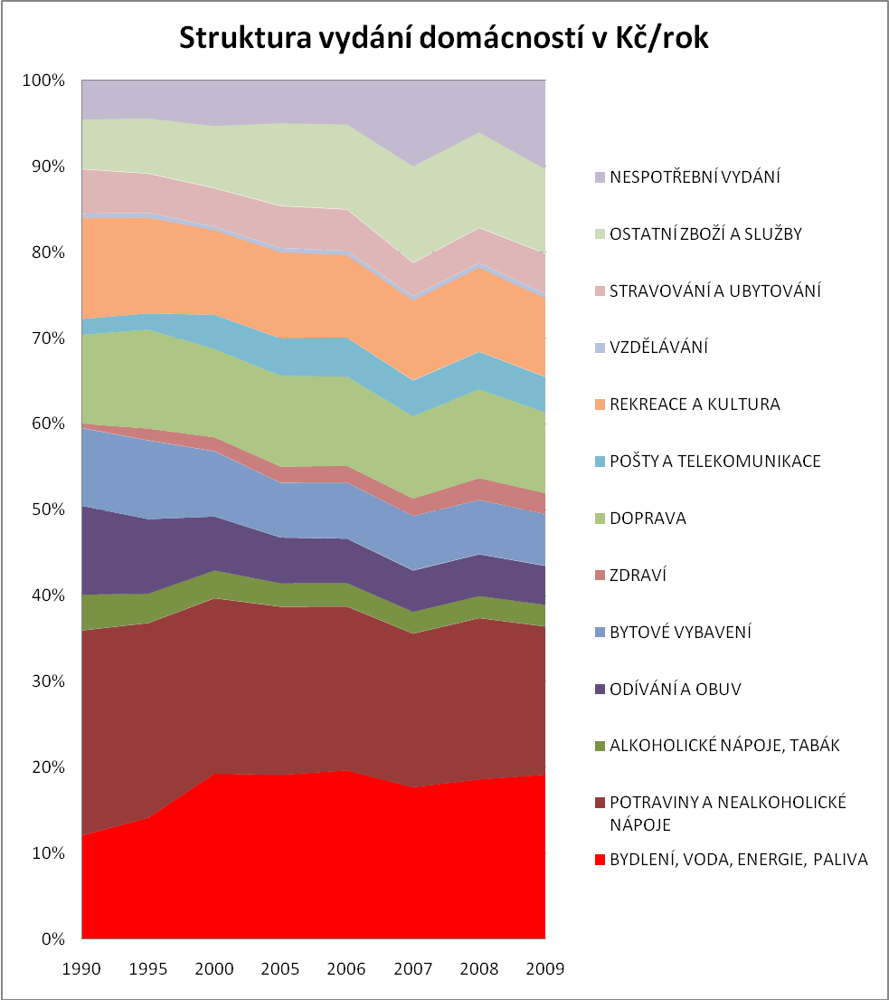 Struktura vydání domácností v Kč/rok
100%
90%
80%
70%
60%
50%
40%
30%
20%
10%
0%
1990 1995 2000 2005 2006 2007 2008 2009
NESPOTŘEBNÍ VYDÁNÍ
OSTATNÍ ZBOŽÍ A SLUŽBY
STRAVOVÁNÍ A UBYTOVÁNÍ
VZDĚLÁVÁNÍ
REKREACE A KULTURA
POŠTY A TELEKOMUNIKACE
DOPRAVA
ZDRAVÍ
BYTOVÉ VYBAVENÍ
ODÍVÁNÍ A OBUV
ALKOHOLICKÉ NÁPOJE, TABÁK
POTRAVINY A NEALKOHOLICKÉ
NÁPOJE
BYDLENÍ, VODA, ENERGIE, PALIVA